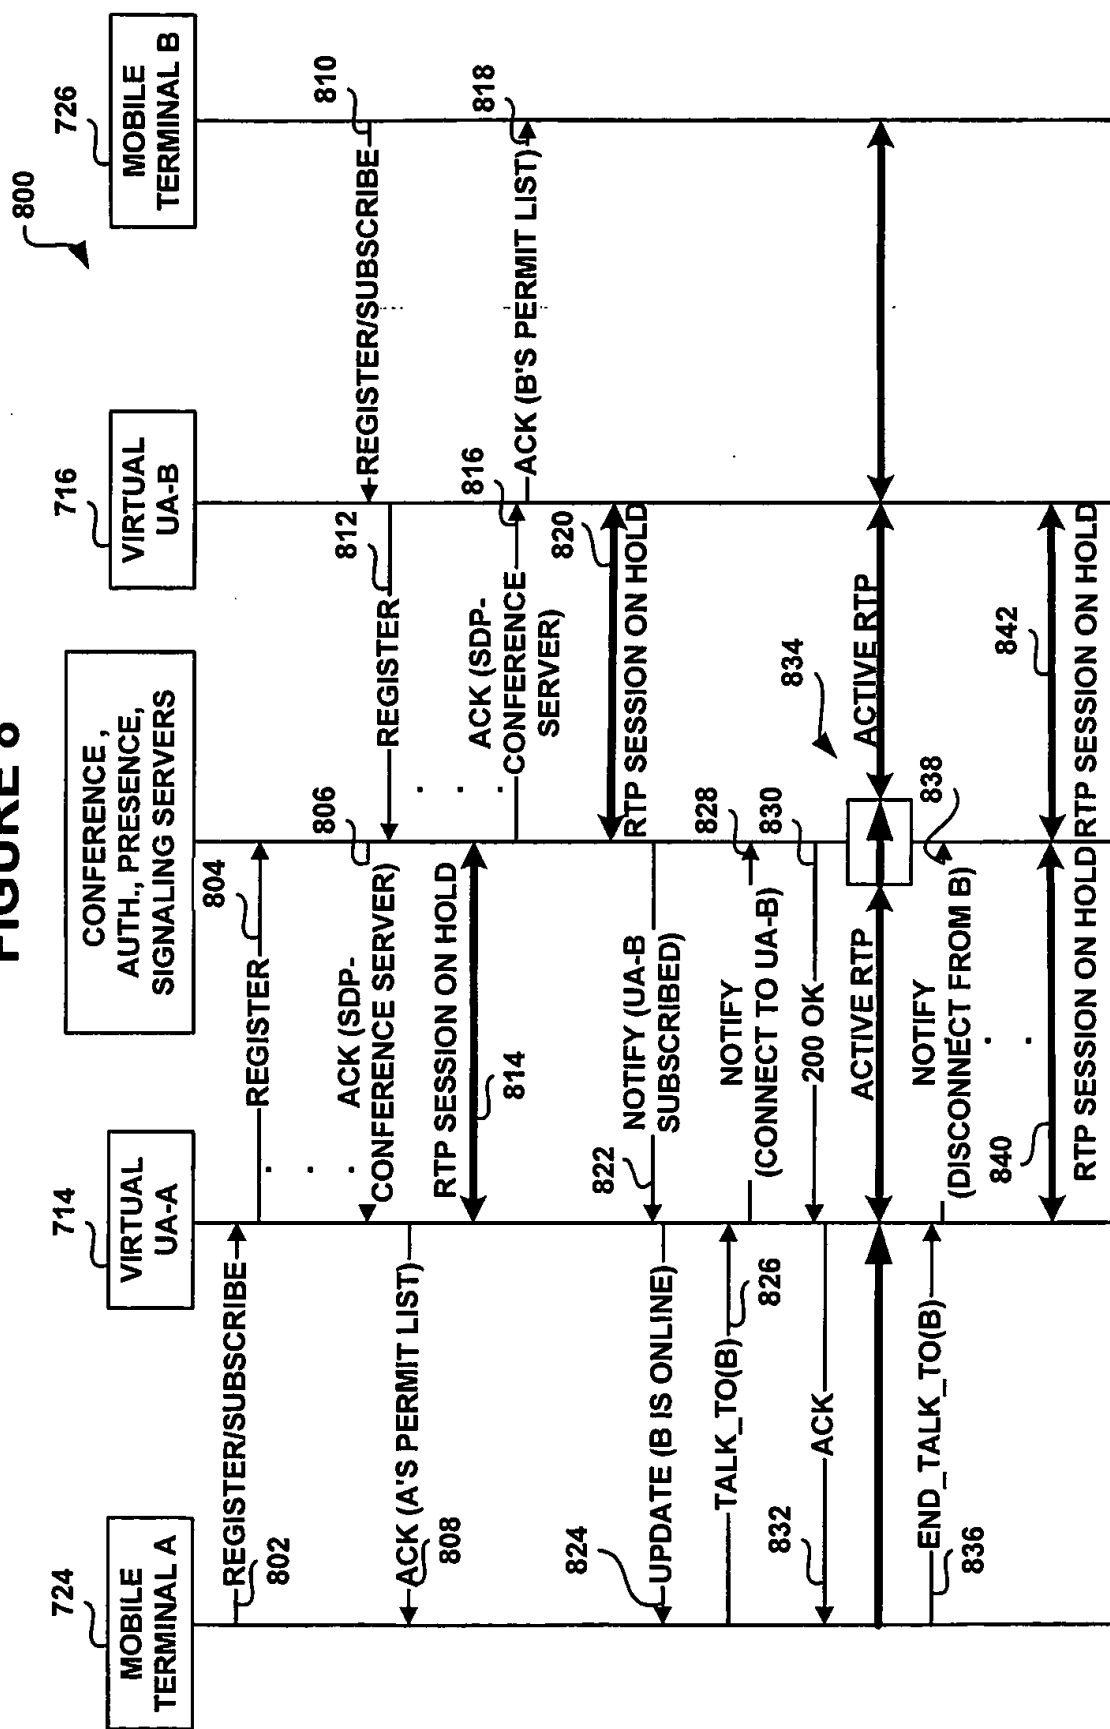 FIGURE 8
800
724
MOBILE
TERMINAL A
714
VIRTUAL
UA-A
CONFERENCE,
AUTH., PRESENCE,
SIGNALING SERVERS
716
VIRTUAL
UA-B
726
MOBILE
TERMINAL B
REGISTER/SUBSCRIBE
802
REGISTER
804
. . .
ACK (SDP-
CONFERENCE SERVER)
806
ACK (A'S PERMIT LIST)
808
REGISTER/SUBSCRIBE
810
REGISTER
812
. . .
RTP SESSION ON HOLD
814
ACK (SDP-
CONFERENCE
SERVER)
816
ACK (B'S PERMIT LIST)
818
820
RTP SESSION ON HOLD
822
NOTIFY (UA-B
SUBSCRIBED)
824
UPDATE (B IS ONLINE)
TALK_TO(B)
826
NOTIFY
(CONNECT TO UA-B)
828
200 OK
830
ACK
832
834
ACTIVE RTP
ACTIVE RTP
END_TALK_TO(B)
836
NOTIFY
(DISCONNECT FROM B)
838
. . .
840
RTP SESSION ON HOLD
842
RTP SESSION ON HOLD